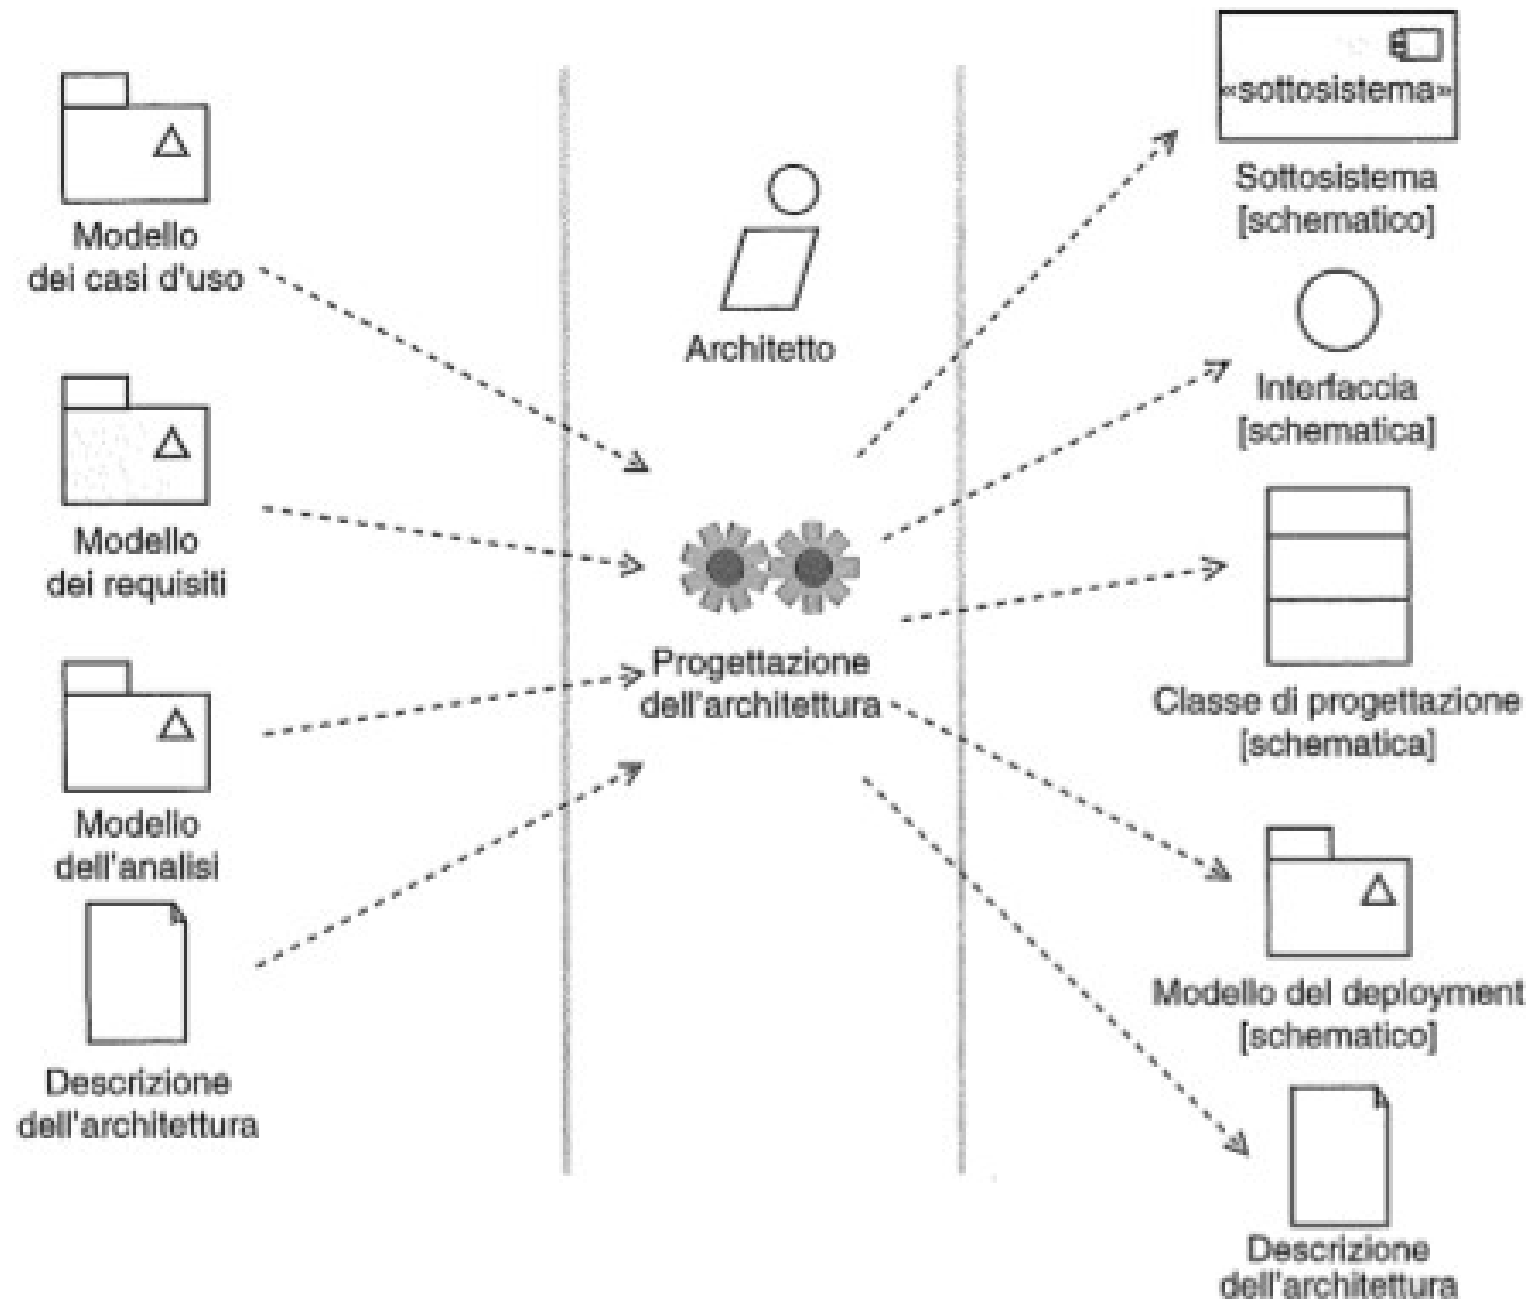 Modello
dei casi d'uso
Modello
dei requisiti
Modello
dell'analisi
Descrizione
dell'architettura
Architetto
Progettazione
dell'architettura
«sottosistema»
Sottosistema
[schematico]
Interfaccia
[schematica]
Classe di progettazione
[schematica]
Modello del deployment
[schematico]
Descrizione
dell'architettura